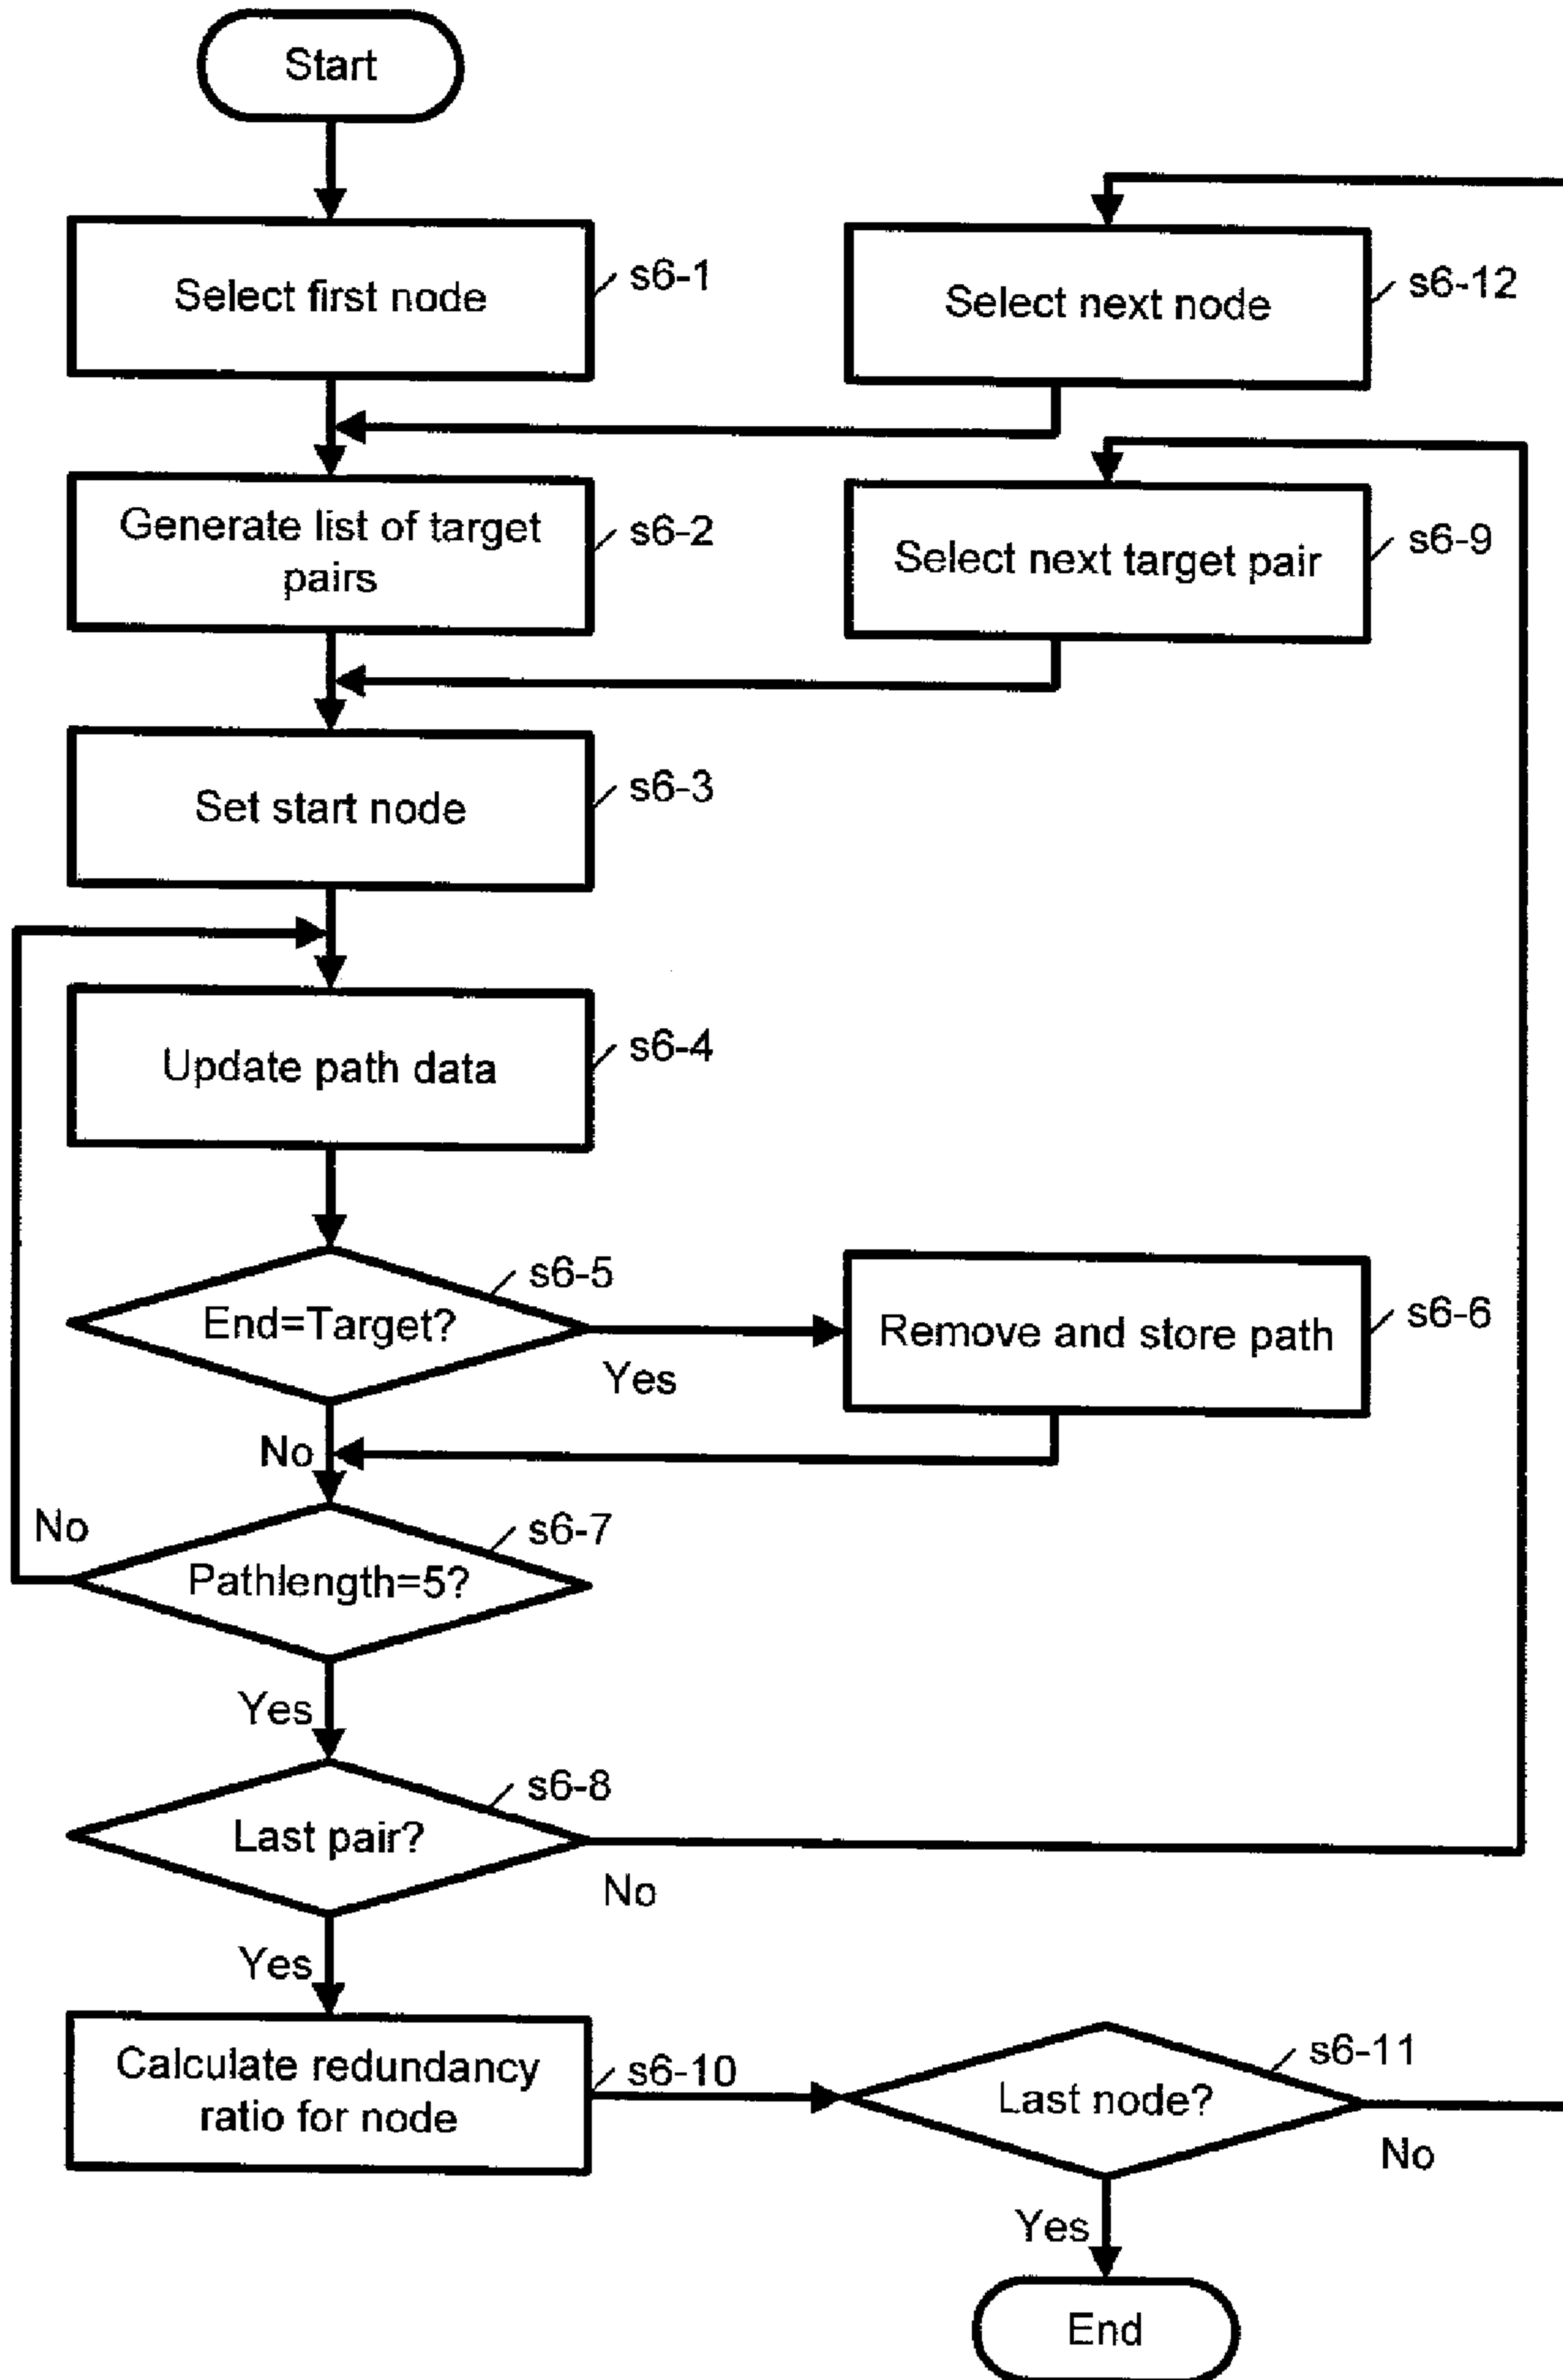 Start
Select first node
s6-1
Select next node
s6-12
Generate list of target
pairs
s6-2
Select next target pair
s6-9
Set start node
s6-3
Update path data
s6-4
End=Target?
s6-5
Yes
Remove and store path
s6-6
No
Pathlength=5?
s6-7
No
Yes
Last pair?
s6-8
No
Yes
Calculate redundancy
ratio for node
s6-10
Last node?
s6-11
No
Yes
End